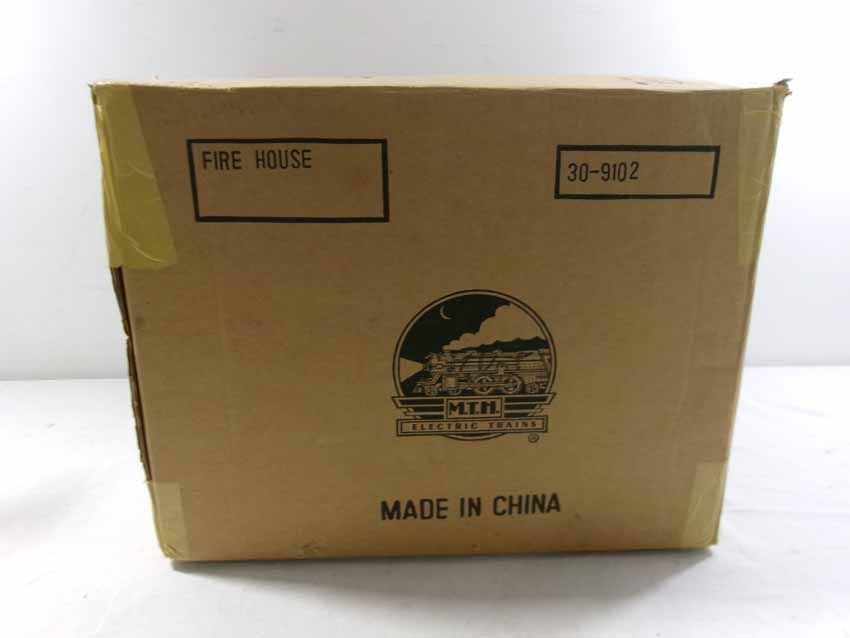 FIRE HOUSE
30-9102
M.T.H.
ELECTRIC TRAINS
®
MADE IN CHINA